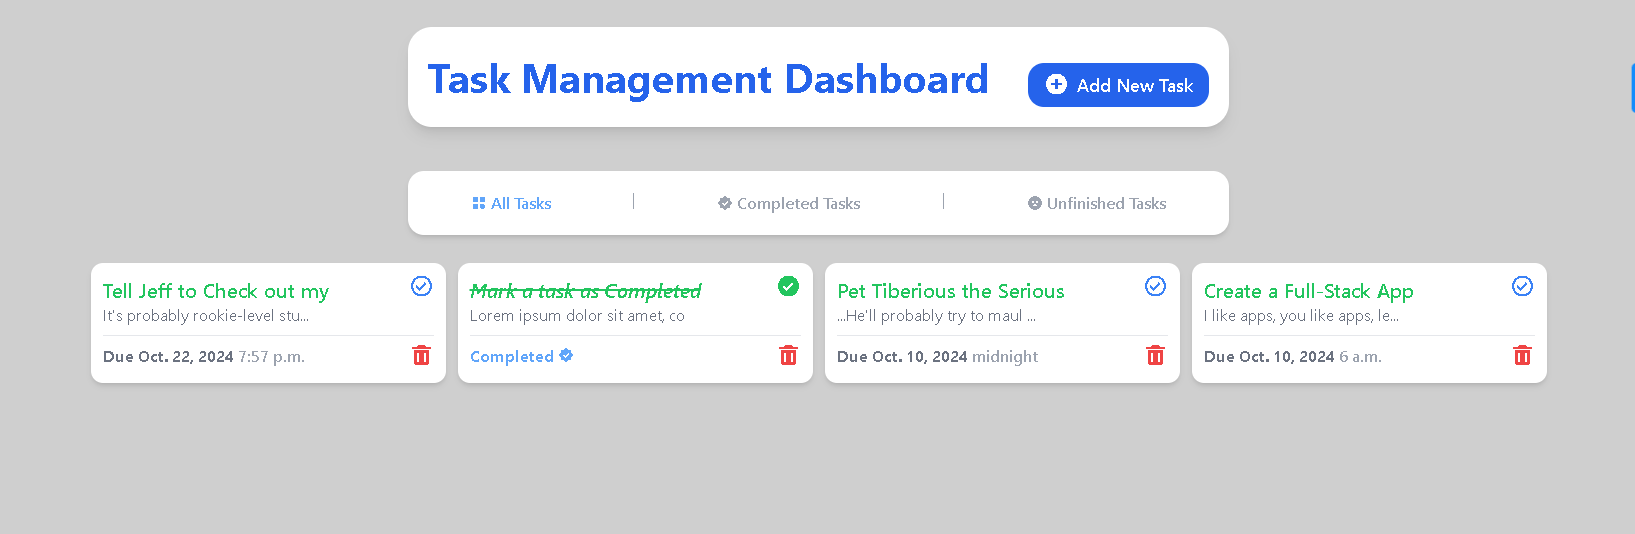 Task Management Dashboard
Add New Task
All Tasks
Completed Tasks
Unfinished Tasks
Tell Jeff to Check out my
It's probably rookie-level stu...
Due Oct. 22, 2024 7:57 p.m.
Mark a task as Completed
Lorem ipsum dolor sit amet, co
Completed
Pet Tiberious the Serious
...He'll probably try to maul ...
Due Oct. 10, 2024 midnight
Create a Full-Stack App
I like apps, you like apps, le...
Due Oct. 10, 2024 6 a.m.